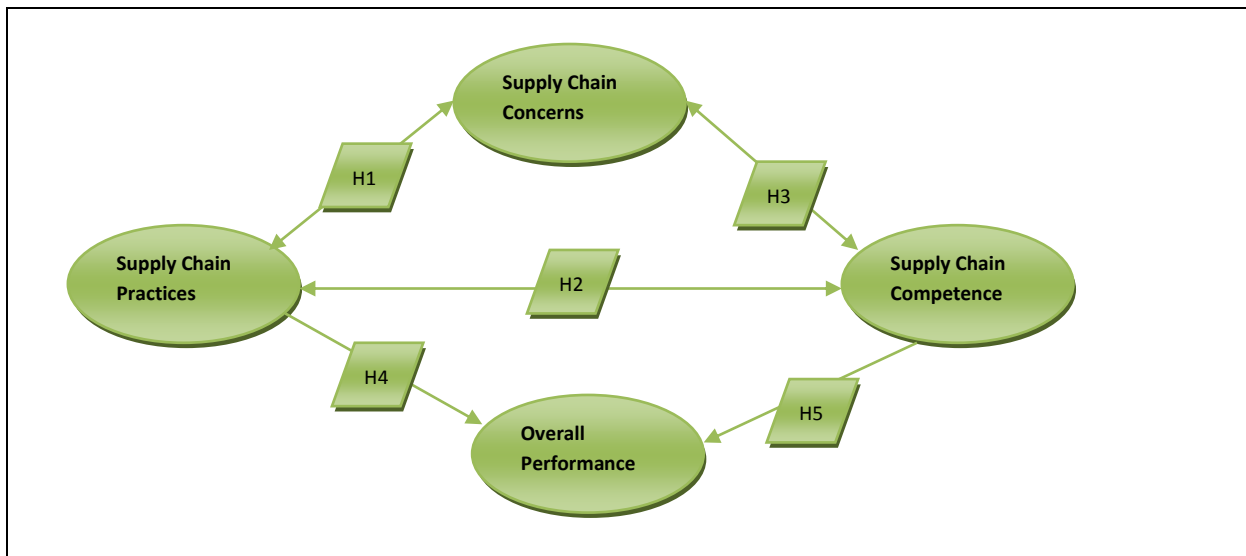 Supply Chain
Concerns
H1
H3
Supply Chain
Practices
H2
Supply Chain
Competence
H4
H5
Overall
Performance